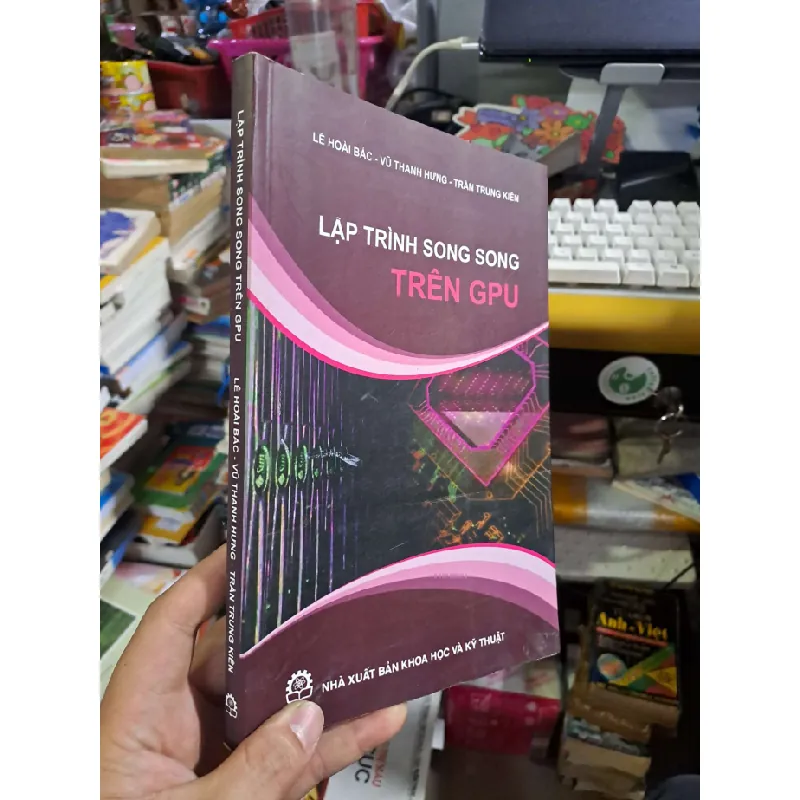 LÊ HOÀI BẮC - VŨ THANH HƯNG - TRẦN TRUNG KIÊN
LẬP TRÌNH SONG SONG
TRÊN GPU
NHÀ XUẤT BẢN KHOA HỌC VÀ KỸ THUẬT
LẬP TRÌNH SONG SONG TRÊN GPU
LÊ HOÀI BẮC - VŨ THANH HƯNG TRẦN TRUNG KIÊN
Anh-Việt